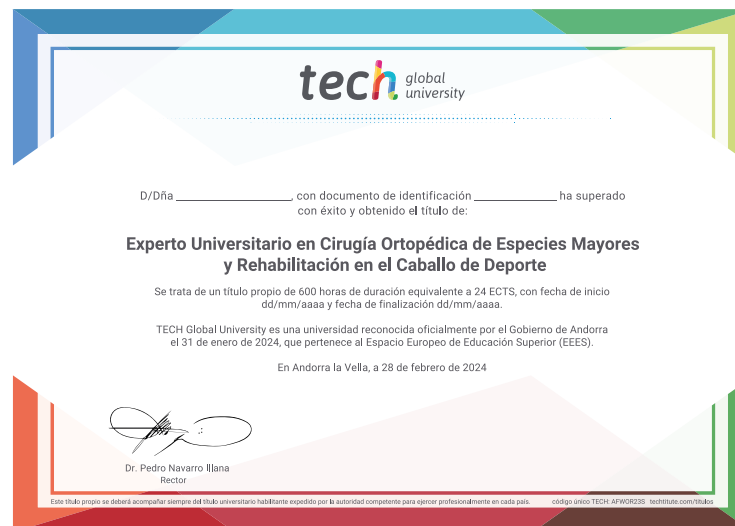 tech global university
D/Dña ____________________, con documento de identificación ______________ ha superado
con éxito y obtenido el título de:
Experto Universitario en Cirugía Ortopédica de Especies Mayores
y Rehabilitación en el Caballo de Deporte
Se trata de un título propio de 600 horas de duración equivalente a 24 ECTS, con fecha de inicio
dd/mm/aaaa y fecha de finalización dd/mm/aaaa.
TECH Global University es una universidad reconocida oficialmente por el Gobierno de Andorra
el 31 de enero de 2024, que pertenece al Espacio Europeo de Educación Superior (EEES).
En Andorra la Vella, a 28 de febrero de 2024
Dr. Pedro Navarro Illana
Rector
Este título propio se deberá acompañar siempre del título universitario habilitante expedido por la autoridad competente para ejercer profesionalmente en cada país. código único TECH: AFWOR23S techtitute.com/titulos